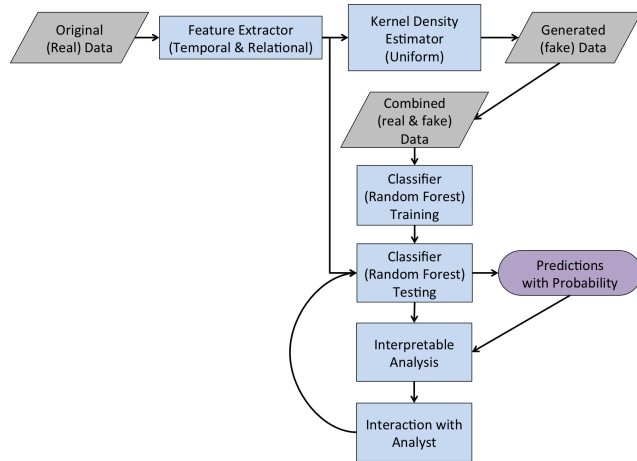 Original
(Real) Data
Feature Extractor
(Temporal & Relational)
Kernel Density
Estimator
(Uniform)
Generated
(fake) Data
Combined
(real & fake)
Data
Classifier
(Random Forest)
Training
Classifier
(Random Forest)
Testing
Predictions
with Probability
Interpretable
Analysis
Interaction with
Analyst